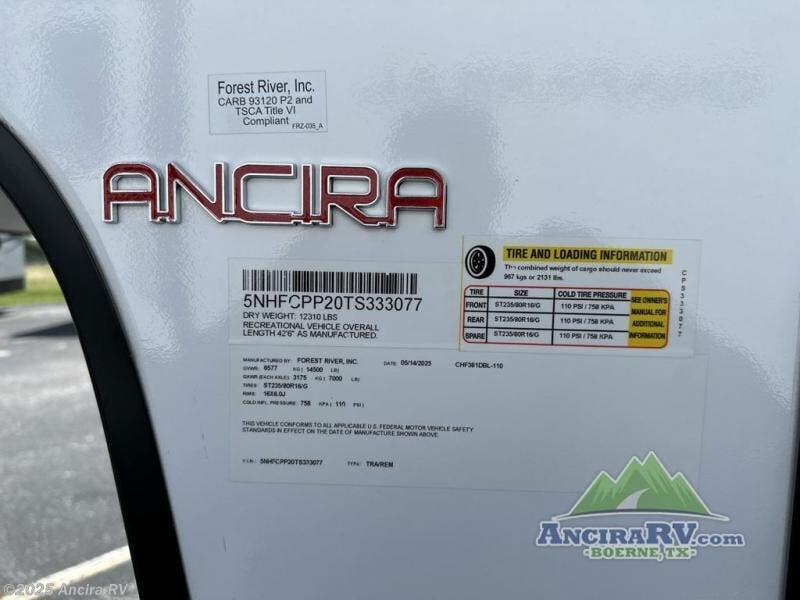 Forest River, Inc.
CARB 93120 P2 and
TSCA Title VI
Compliant
FRZ-035_A
ANCIRA
5NHFCPP20TS333077
DRY WEIGHT: 12310 LBS
RECREATIONAL VEHICLE OVERALL
LENGTH 42'6" AS MANUFACTURED.
TIRE AND LOADING INFORMATION
The combined weight of cargo should never exceed
967 kgs or 2131 lbs.
TIRE SIZE COLD TIRE PRESSURE SEE OWNER'S MANUAL FOR ADDITIONAL INFORMATION
FRONT ST235/80R16/G 110 PSI / 758 KPA
REAR ST235/80R16/G 110 PSI / 758 KPA
SPARE ST235/80R16/G 110 PSI / 758 KPA
CPS333077
MANUFACTURED BY: FOREST RIVER, INC. DATE: 05/14/2025 CHF381DBL-110
GVWR: 6577 KG ( 14500 LB)
GAWR (EACH AXLE): 3175 KG ( 7000 LB)
TIRES: ST235/80R16/G
RIMS: 16X6.0J
COLD INFL. PRESSURE: 758 KPA ( 110 PSI)
THIS VEHICLE CONFORMS TO ALL APPLICABLE U.S. FEDERAL MOTOR VEHICLE SAFETY
STANDARDS IN EFFECT ON THE DATE OF MANUFACTURE SHOWN ABOVE.
V.I.N.: 5NHFCPP20TS333077 TYPE: TRA/REM
ANCIRARV.com
BOERNE, TX
©2025 Ancira RV